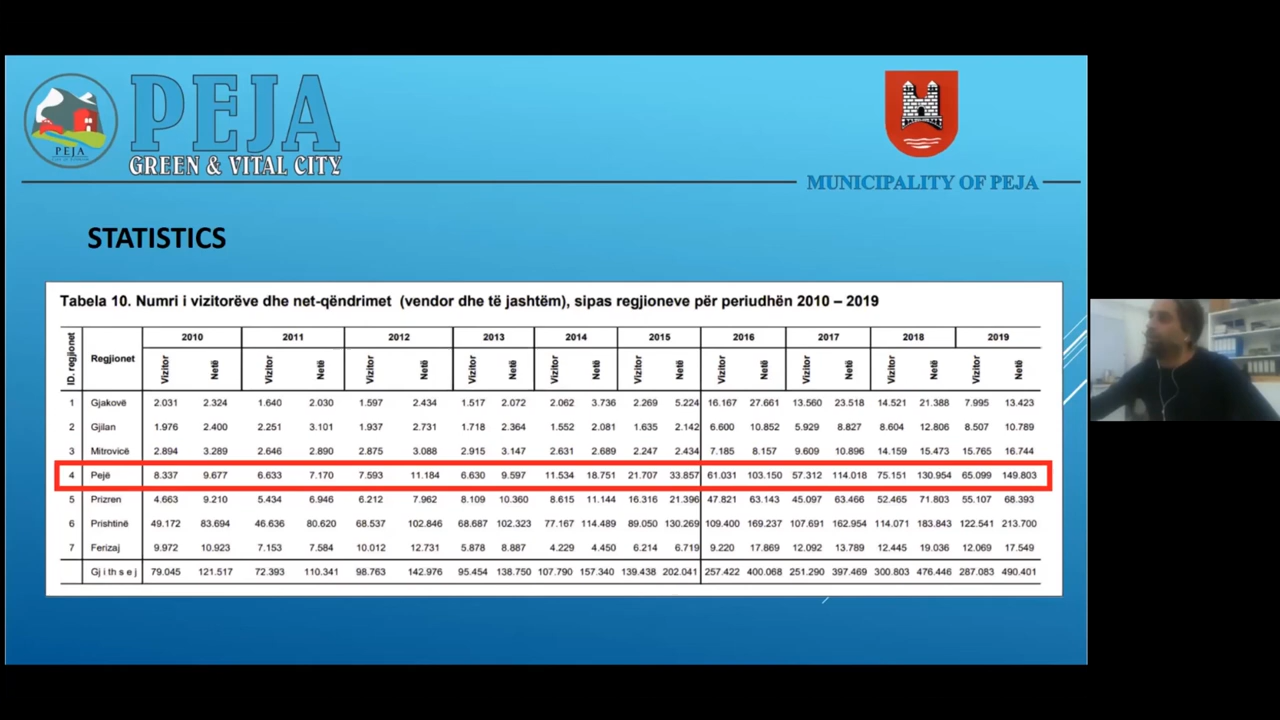 PEJA
GREEN & VITAL CITY
PEJA
MUNICIPALITY OF PEJA
STATISTICS
Tabela 10. Numri i vizitorëve dhe net-qëndrimet (vendor dhe të jashtëm), sipas regjioneve për periudhën 2010 – 2019
ID. regjionet Regjionet 2010 2011 2012 2013 2014 2015 2016 2017 2018 2019
Vizitor Netë Vizitor Netë Vizitor Netë Vizitor Netë Vizitor Netë Vizitor Netë Vizitor Netë Vizitor Netë Vizitor Netë Vizitor Netë
1 Gjakovë 2.031 2.324 1.640 2.030 1.597 2.434 1.517 2.072 2.062 3.736 2.269 5.224 16.167 27.661 13.560 23.518 14.521 21.388 7.995 13.423
2 Gjilan 1.976 2.400 2.251 3.101 1.937 2.731 1.718 2.364 1.552 2.081 1.635 2.142 6.600 10.852 5.929 8.827 8.604 12.806 8.507 10.789
3 Mitrovicë 2.894 3.289 2.646 2.890 2.875 3.088 2.915 3.147 2.631 2.689 2.247 2.434 7.185 8.157 9.609 10.896 14.159 15.473 15.765 16.744
4 Pejë 8.337 9.677 6.633 7.170 7.593 11.184 6.630 9.597 11.534 18.751 21.707 33.857 61.031 103.150 57.312 114.018 75.151 130.954 65.099 149.803
5 Prizren 4.663 9.210 5.434 6.946 6.212 7.962 8.109 10.360 8.615 11.144 16.316 21.396 47.821 63.143 45.097 63.466 52.465 71.803 55.107 68.393
6 Prishtinë 49.172 83.694 46.636 80.620 68.537 102.846 68.687 102.323 77.167 114.489 89.050 130.269 109.400 169.237 107.691 162.954 114.071 183.843 122.541 213.700
7 Ferizaj 9.972 10.923 7.153 7.584 10.012 12.731 5.878 8.887 4.229 4.450 6.214 6.719 9.220 17.869 12.092 13.789 12.445 19.036 12.069 17.549
Gj i th s e j 79.045 121.517 72.393 110.341 98.763 142.976 95.454 138.750 107.790 157.340 139.438 202.041 257.422 400.068 251.290 397.469 300.803 476.446 287.083 490.401